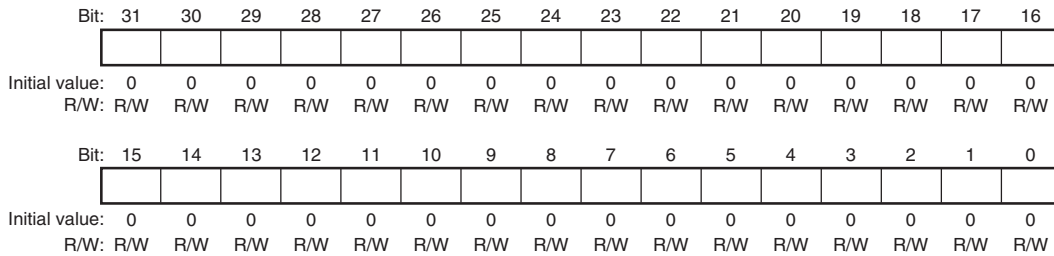 Bit: 31 30 29 28 27 26 25 24 23 22 21 20 19 18 17 16
Initial value: 0 0 0 0 0 0 0 0 0 0 0 0 0 0 0 0
R/W: R/W R/W R/W R/W R/W R/W R/W R/W R/W R/W R/W R/W R/W R/W R/W R/W
Bit: 15 14 13 12 11 10 9 8 7 6 5 4 3 2 1 0
Initial value: 0 0 0 0 0 0 0 0 0 0 0 0 0 0 0 0
R/W: R/W R/W R/W R/W R/W R/W R/W R/W R/W R/W R/W R/W R/W R/W R/W R/W